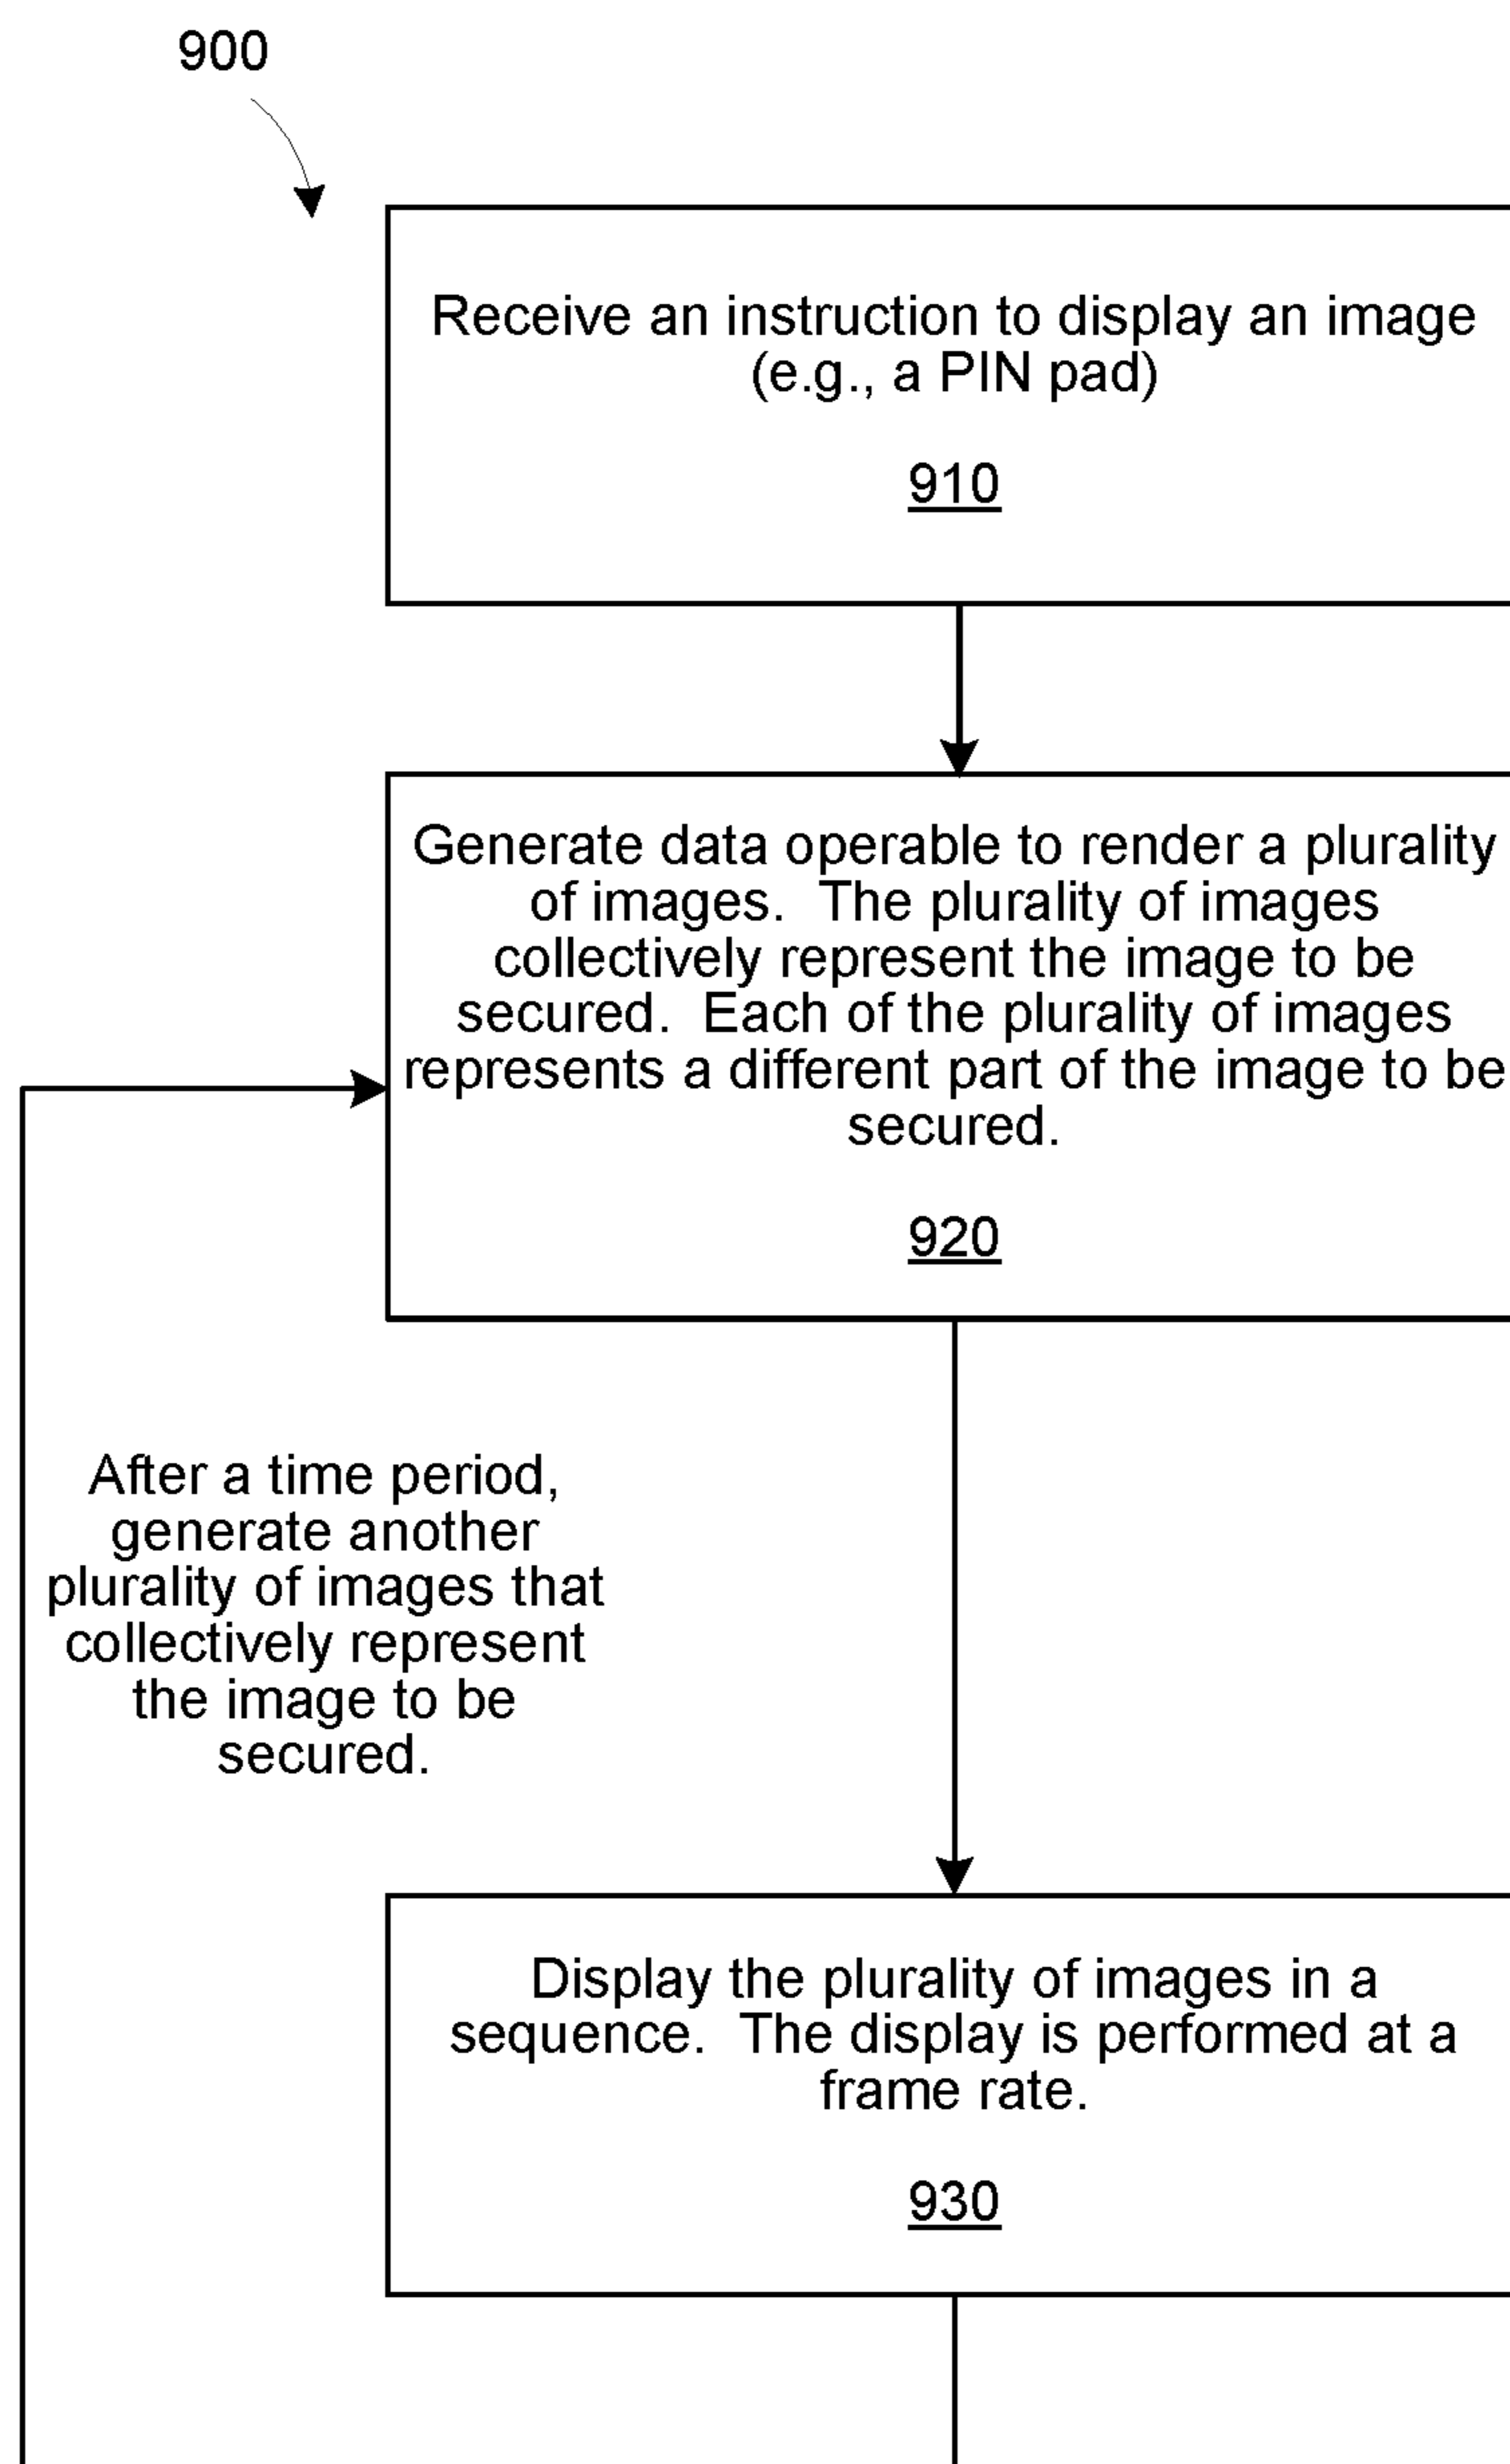 900
Receive an instruction to display an image
(e.g., a PIN pad)
910
Generate data operable to render a plurality
of images.  The plurality of images
collectively represent the image to be
secured.  Each of the plurality of images
represents a different part of the image to be
secured.
920
After a time period,
generate another
plurality of images that
collectively represent
the image to be
secured.
Display the plurality of images in a
sequence.  The display is performed at a
frame rate.
930